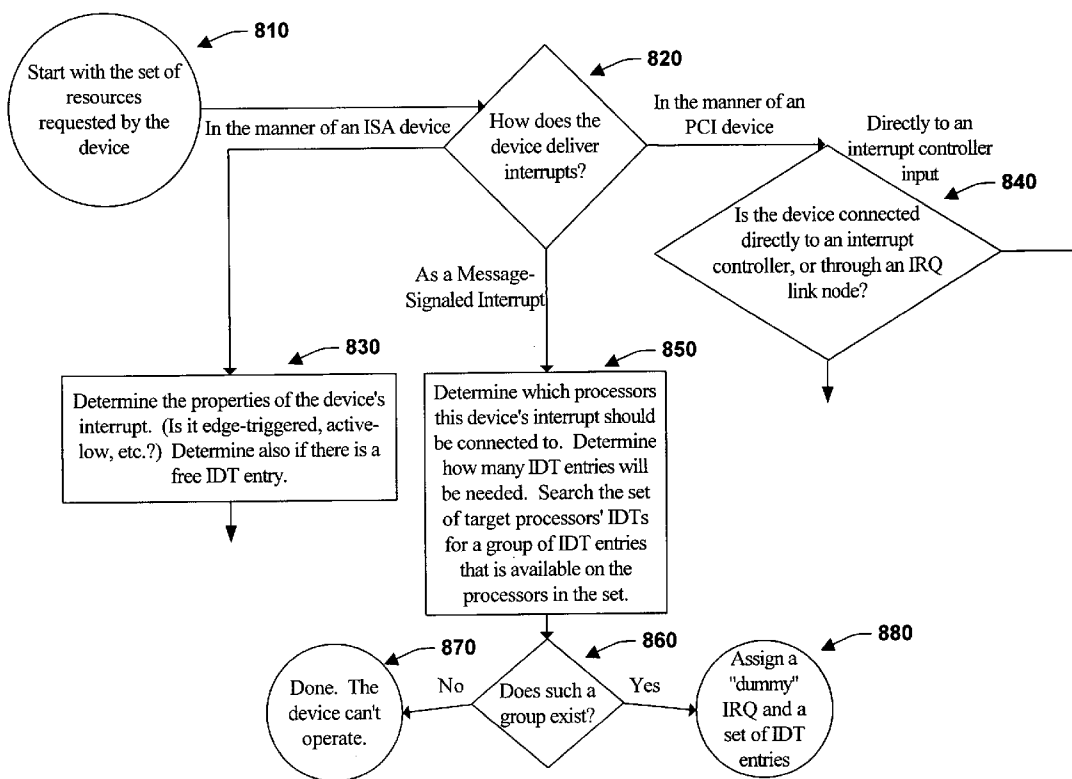 810
Start with the set of
resources
requested by the
device
820
How does the
device deliver
interrupts?
In the manner of an ISA device
In the manner of an
PCI device
Directly to an
interrupt controller
input
840
Is the device connected
directly to an interrupt
controller, or through an IRQ
link node?
As a Message-
Signaled Interrupt
830
Determine the properties of the device's
interrupt. (Is it edge-triggered, active-
low, etc.?) Determine also if there is a
free IDT entry.
850
Determine which processors
this device's interrupt should
be connected to. Determine
how many IDT entries will
be needed. Search the set
of target processors' IDTs
for a group of IDT entries
that is available on the
processors in the set.
860
Does such a
group exist?
No
Yes
870
Done. The
device can't
operate.
880
Assign a
"dummy"
IRQ and a
set of IDT
entries